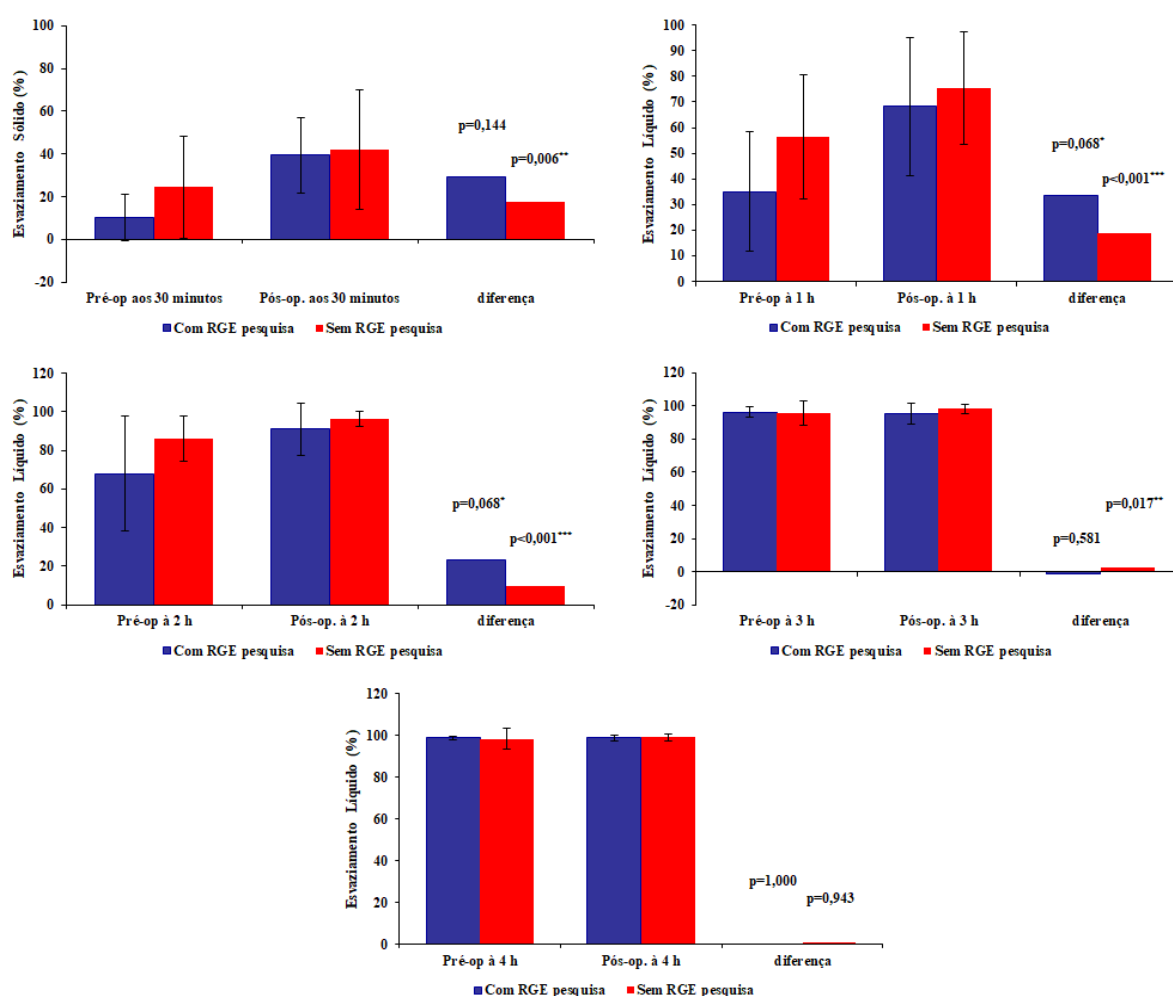 Esvaziamento Sólido (%)
100
80
60
40
20
0
-20
p=0,144
p=0,006**
Pré-op aos 30 minutos Pós-op. aos 30 minutos diferença
Com RGE pesquisa Sem RGE pesquisa
Esvaziamento Líquido (%)
100
90
80
70
60
50
40
30
20
10
0
p=0,068*
p<0,001***
Pré-op à 1 h Pós-op. à 1 h diferença
Com RGE pesquisa Sem RGE pesquisa
Esvaziamento Líquido (%)
120
100
80
60
40
20
0
p=0,068*
p<0,001***
Pré-op à 2 h Pós-op. à 2 h diferença
Com RGE pesquisa Sem RGE pesquisa
Esvaziamento Líquido (%)
120
100
80
60
40
20
0
-20
p=0,017**
p=0,581
Pré-op à 3 h Pós-op. à 3 h diferença
Com RGE pesquisa Sem RGE pesquisa
Esvaziamento Líquido (%)
120
100
80
60
40
20
0
p=1,000
p=0,943
Pré-op à 4 h Pós-op. à 4 h diferença
Com RGE pesquisa Sem RGE pesquisa